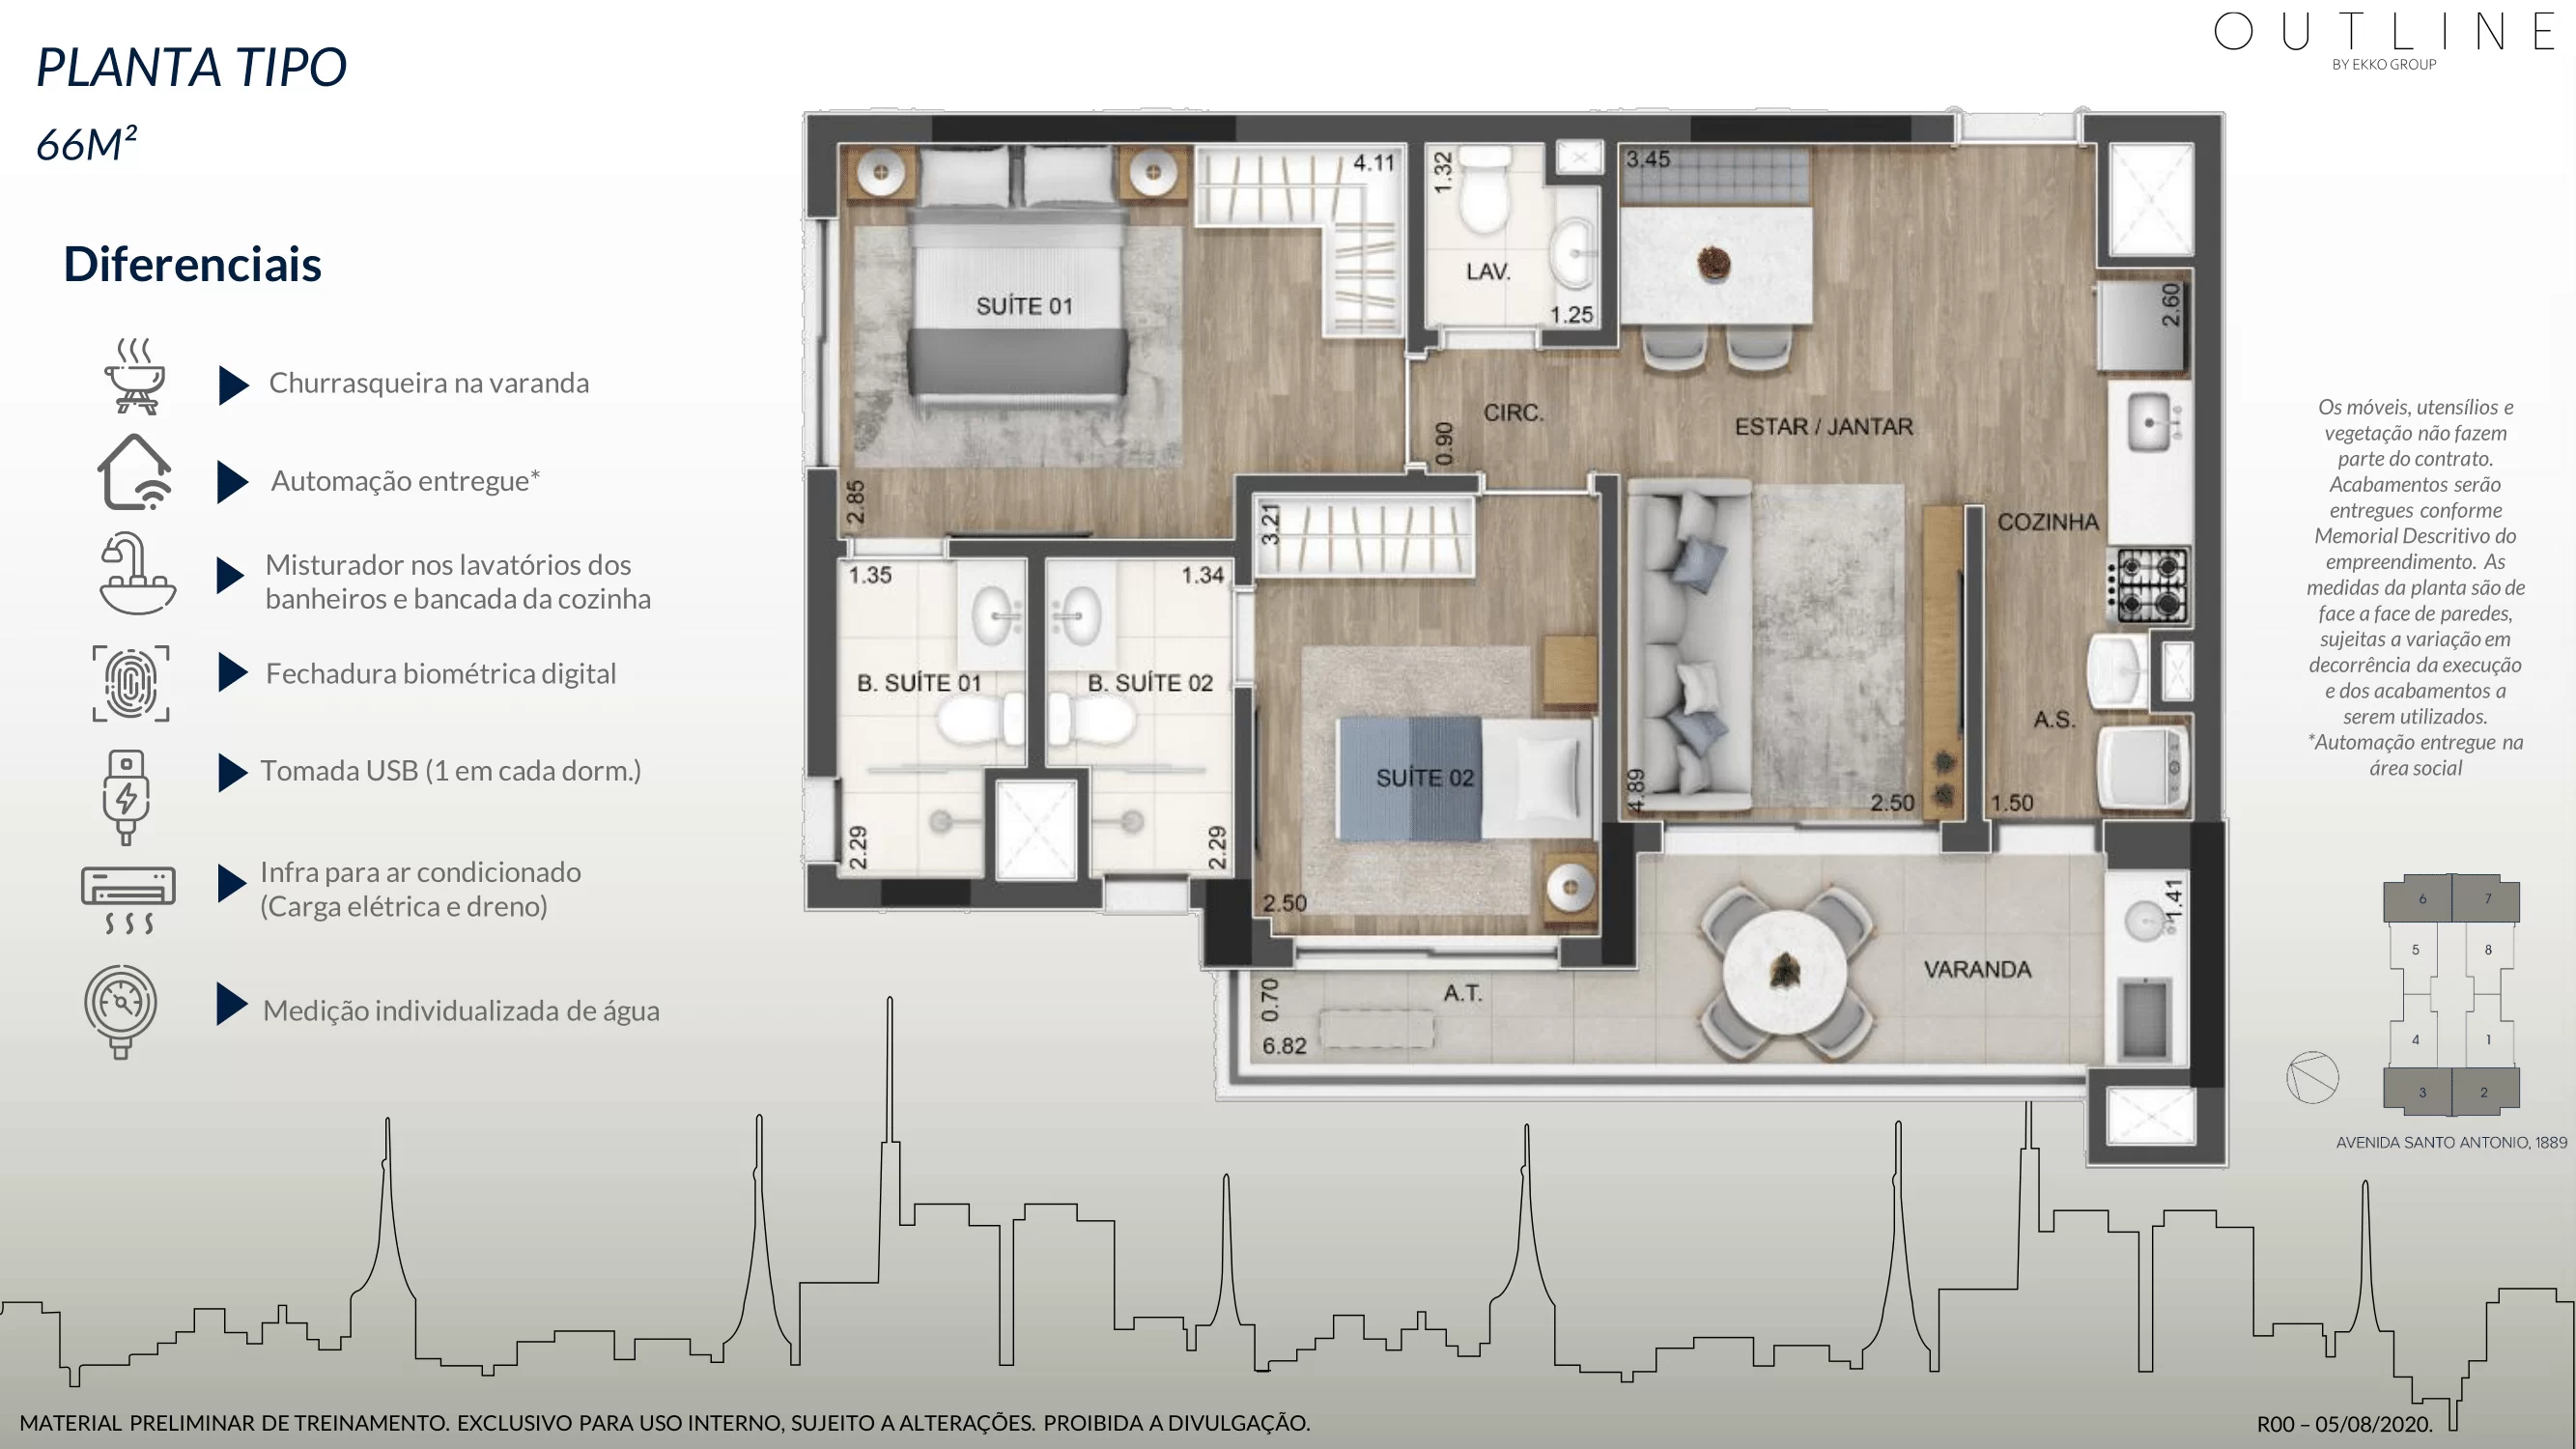 PLANTA TIPO
66M²
OUTLINE
BY EKKO GROUP
Diferenciais
Churrasqueira na varanda
Automação entregue*
Misturador nos lavatórios dos
banheiros e bancada da cozinha
Fechadura biométrica digital
Tomada USB (1 em cada dorm.)
Infra para ar condicionado
(Carga elétrica e dreno)
Medição individualizada de água
4.11
1.32
3.45
SUÍTE 01
LAV.
1.25
2.60
CIRC.
0.90
ESTAR / JANTAR
2.85
3.21
COZINHA
1.35
1.34
B. SUÍTE 01
B. SUÍTE 02
A.S.
SUÍTE 02
4.89
2.50
1.50
2.29
2.29
2.50
1.41
VARANDA
A.T.
0.70
6.82
Os móveis, utensílios e
vegetação não fazem
parte do contrato.
Acabamentos serão
entregues conforme
Memorial Descritivo do
empreendimento. As
medidas da planta são de
face a face de paredes,
sujeitas a variação em
decorrência da execução
e dos acabamentos a
serem utilizados.
*Automação entregue na
área social
6 7
5 8
4 1
3 2
AVENIDA SANTO ANTONIO, 1889
MATERIAL PRELIMINAR DE TREINAMENTO. EXCLUSIVO PARA USO INTERNO, SUJEITO A ALTERAÇÕES. PROIBIDA A DIVULGAÇÃO.
R00 – 05/08/2020.